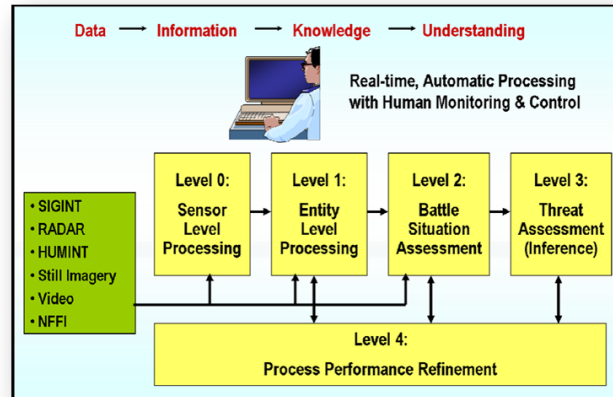 Data → Information → Knowledge → Understanding
Real-time, Automatic Processing
with Human Monitoring & Control
• SIGINT
• RADAR
• HUMINT
• Still Imagery
• Video
• NFFI
Level 0:
Sensor
Level
Processing
Level 1:
Entity
Level
Processing
Level 2:
Battle
Situation
Assessment
Level 3:
Threat
Assessment
(Inference)
Level 4:
Process Performance Refinement